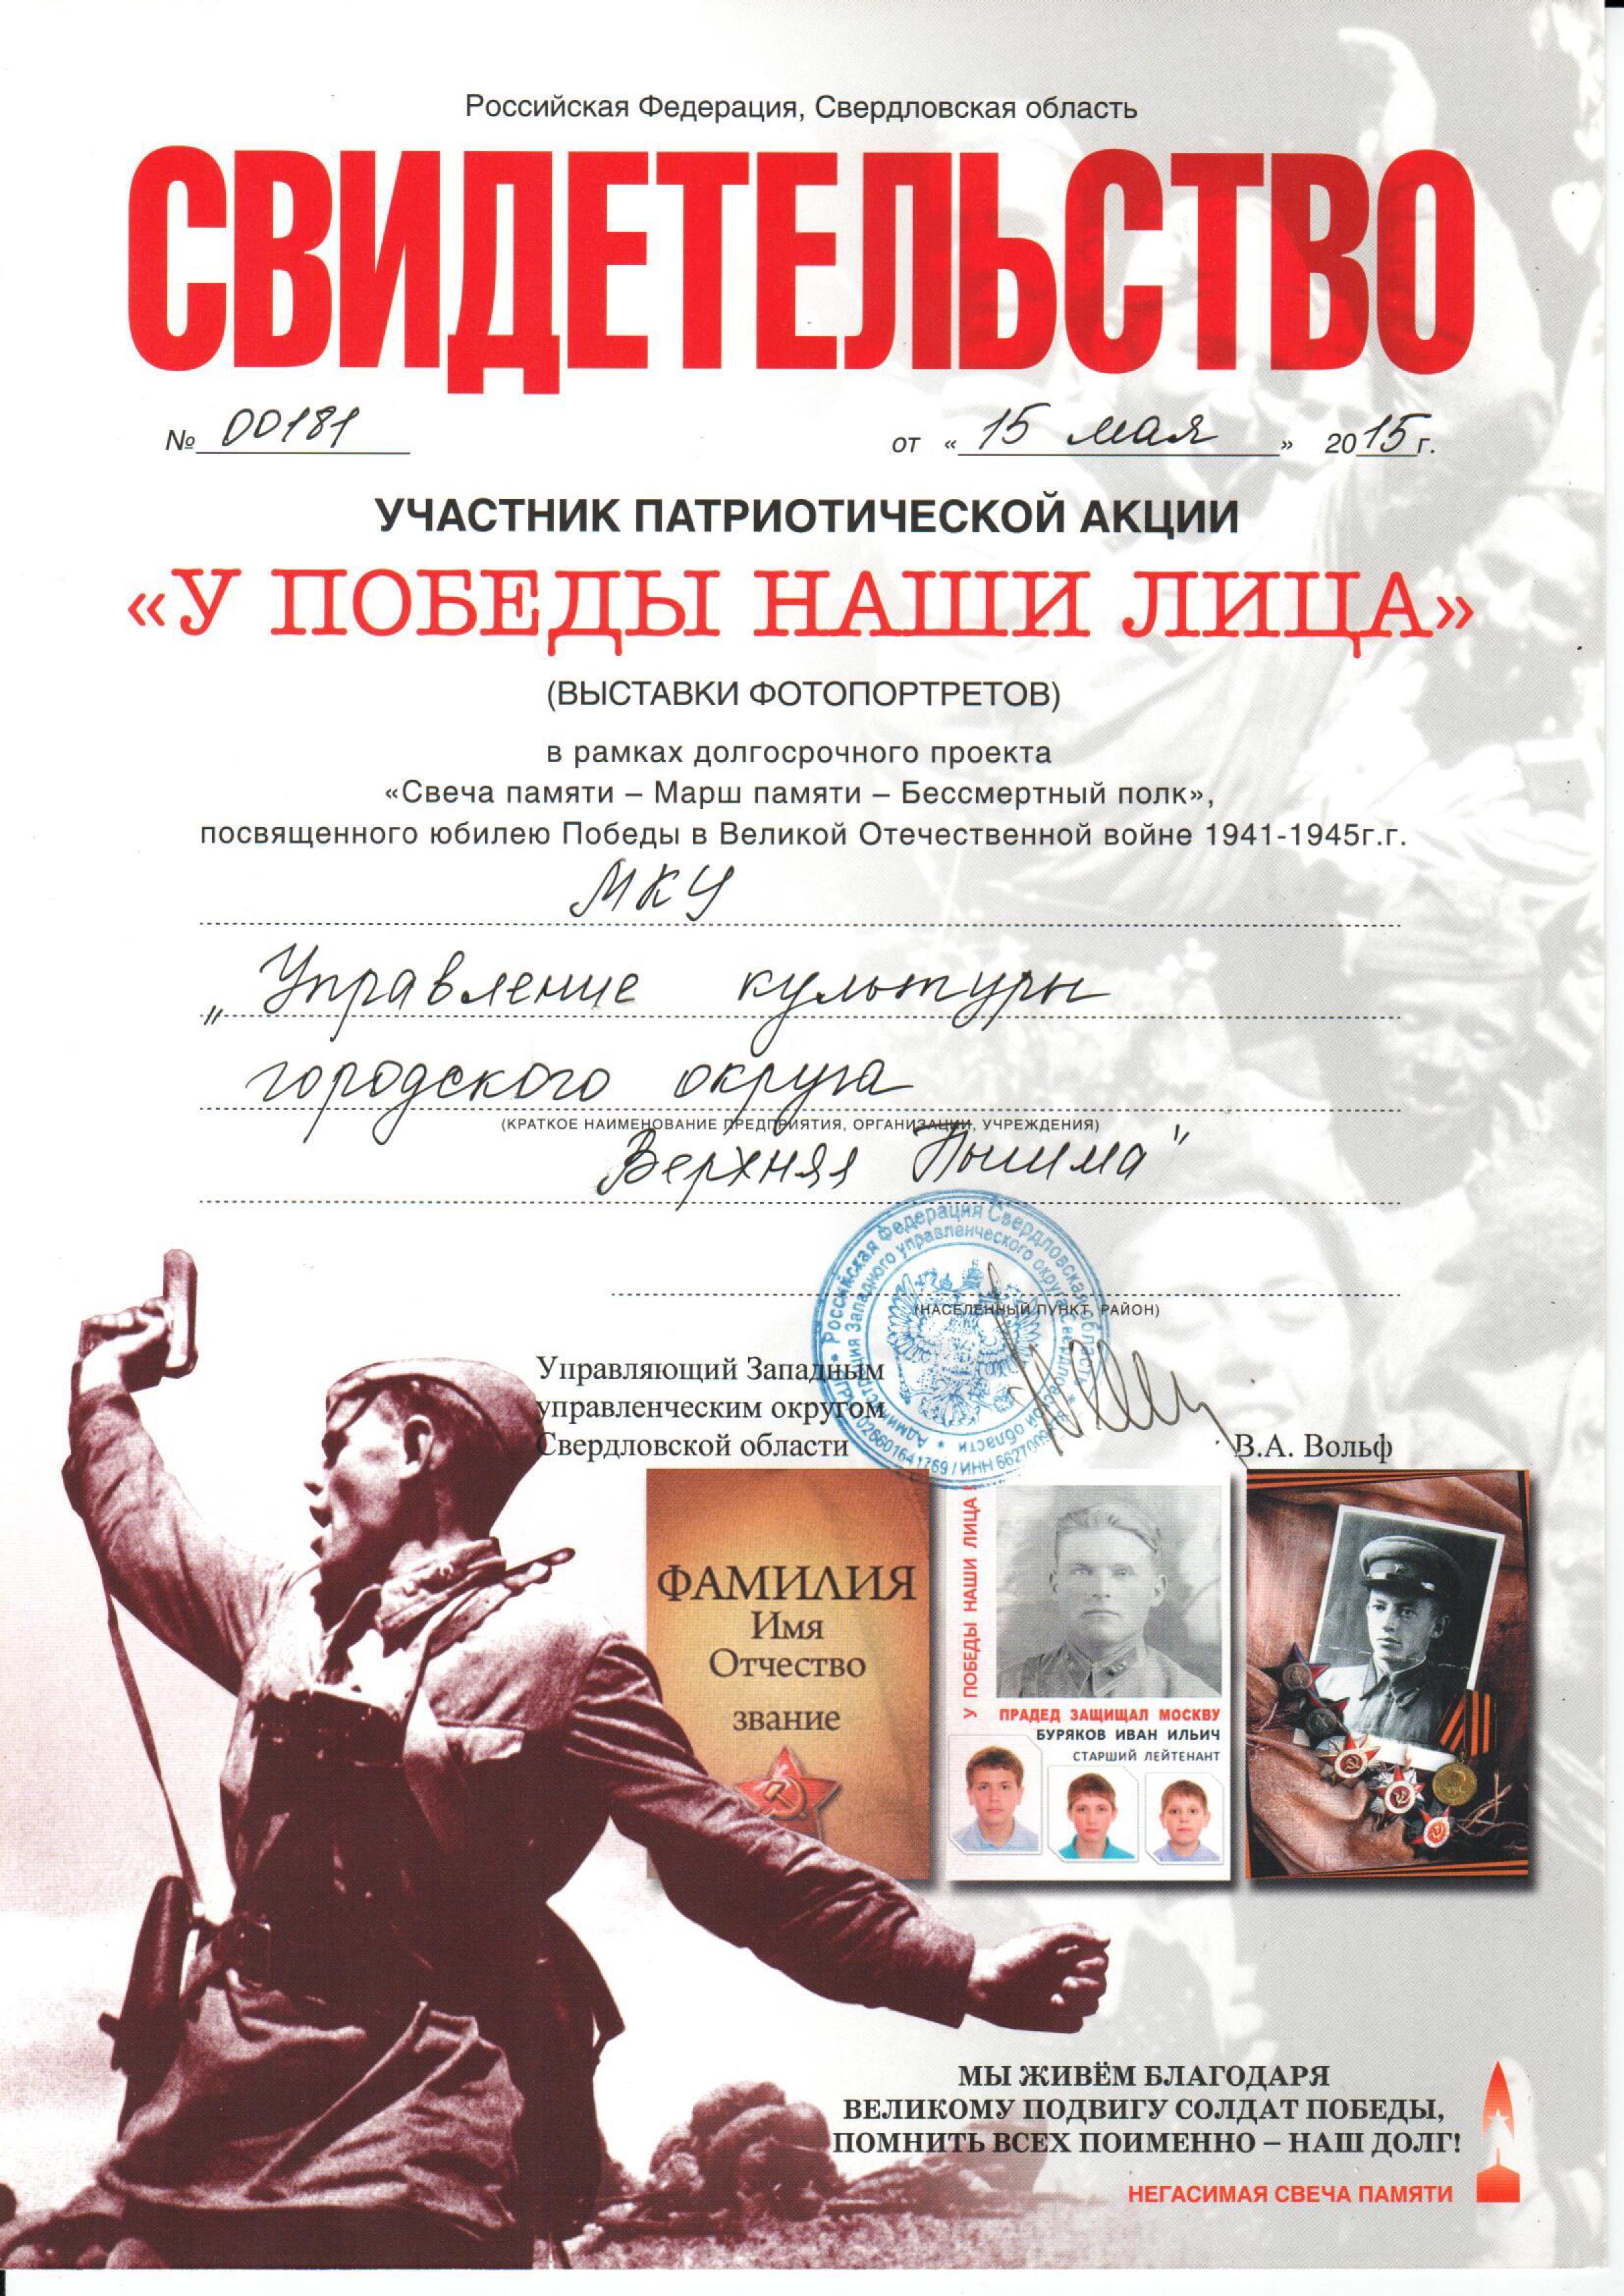 Российская Федерация, Свердловская область
СВИДЕТЕЛЬСТВО
№ 00181 от « 15 мая » 2015 г.
УЧАСТНИК ПАТРИОТИЧЕСКОЙ АКЦИИ
«У ПОБЕДЫ НАШИ ЛИЦА»
(ВЫСТАВКИ ФОТОПОРТРЕТОВ)
в рамках долгосрочного проекта
«Свеча памяти – Марш памяти – Бессмертный полк»,
посвященного юбилею Победы в Великой Отечественной войне 1941-1945г.г.
МКУ
„Управление культуры
городского округа
(КРАТКОЕ НАИМЕНОВАНИЕ ПРЕДПРИЯТИЯ, ОРГАНИЗАЦИИ, УЧРЕЖДЕНИЯ)
Верхняя Пышма"
(НАСЕЛЕННЫЙ ПУНКТ, РАЙОН)
Российская Федерация Свердловская область
Администрация Западного управленческого округа Свердловской области
Управляющий Западным
управленческим округом
Свердловской области
В.А. Вольф
ФАМИЛИЯ
Имя
Отчество
звание
У ПОБЕДЫ НАШИ ЛИЦА
ПРАДЕД ЗАЩИЩАЛ МОСКВУ
БУРЯКОВ ИВАН ИЛЬИЧ
СТАРШИЙ ЛЕЙТЕНАНТ
МЫ ЖИВЁМ БЛАГОДАРЯ
ВЕЛИКОМУ ПОДВИГУ СОЛДАТ ПОБЕДЫ,
ПОМНИТЬ ВСЕХ ПОИМЕННО – НАШ ДОЛГ!
НЕГАСИМАЯ СВЕЧА ПАМЯТИ